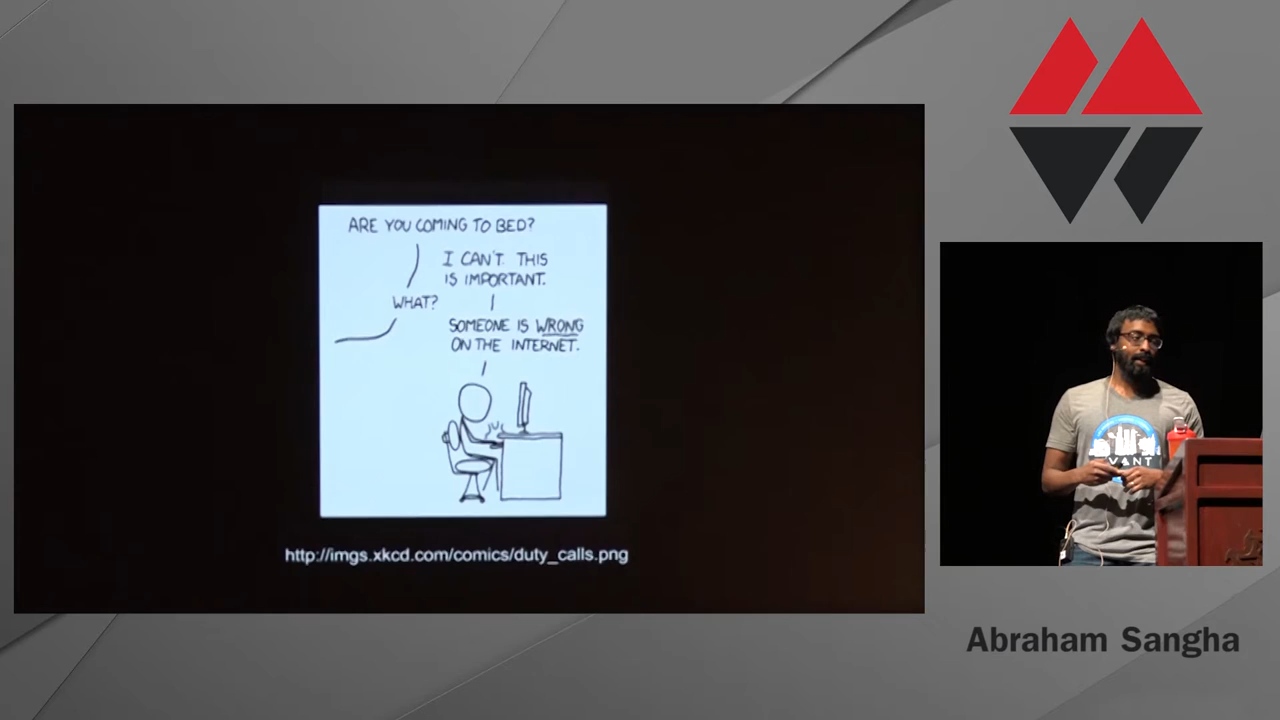 ARE YOU COMING TO BED?
I CAN'T. THIS
IS IMPORTANT.
WHAT?
SOMEONE IS WRONG
ON THE INTERNET.
http://imgs.xkcd.com/comics/duty_calls.png
VANT
Abraham Sangha